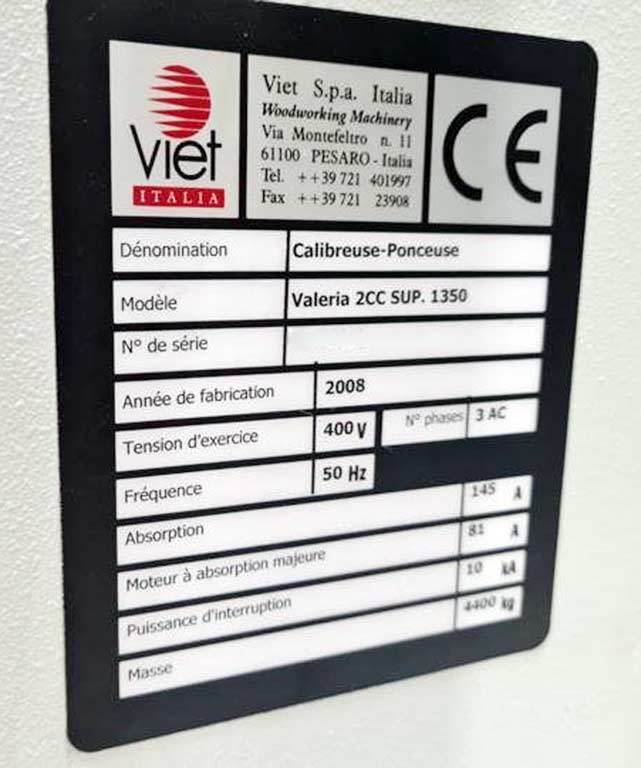 Viet
ITALIA
Viet S.p.a. Italia
Woodworking Machinery
Via Montefeltro n. 11
61100 PESARO - Italia
Tel. ++39 721 401997
Fax ++39 721 23908
CE
Dénomination Calibreuse-Ponceuse
Modèle Valeria 2CC SUP. 1350
N° de série
Année de fabrication 2008
Tension d'exercice 400 V N° phases 3 AC
Fréquence 50 Hz
Absorption 145 A
Moteur à absorption majeure 81 A
Puissance d'interruption 10 kA
Masse 4400 kg